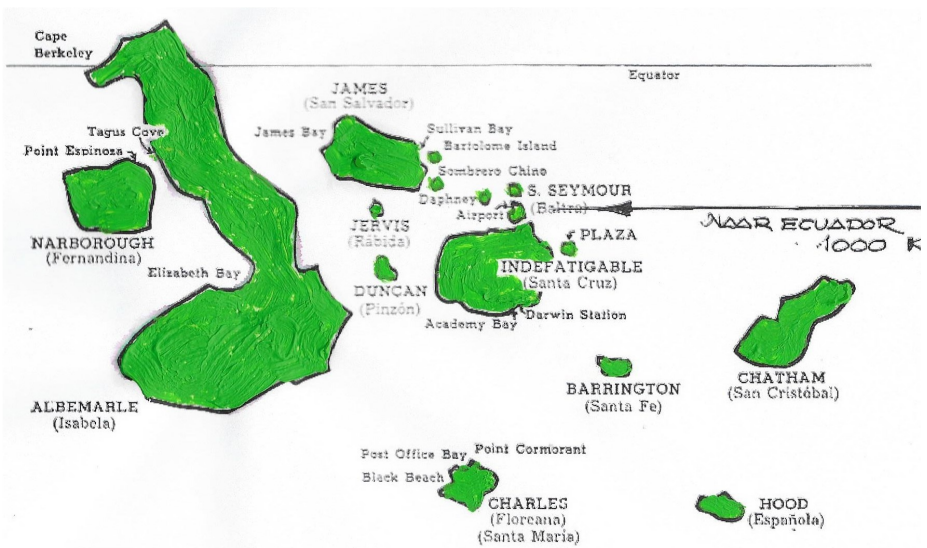 Cape
Berkeley
Equator
JAMES
(San Salvador)
Tagus Cove
James Bay
Sullivan Bay
Bartolome Island
Point Espinoza
Sombrero Chino
Daphney
S. SEYMOUR
Airport
(Baltra)
NAAR ECUADOR
1000 K
JERVIS
(Rábida)
PLAZA
NARBOROUGH
(Fernandina)
Elizabeth Bay
INDEFATIGABLE
(Santa Cruz)
DUNCAN
(Pinzón)
Academy Bay
Darwin Station
CHATHAM
(San Cristóbal)
BARRINGTON
(Santa Fe)
ALBEMARLE
(Isabela)
Post Office Bay
Point Cormorant
Black Beach
CHARLES
(Floreana)
(Santa María)
HOOD
(Española)